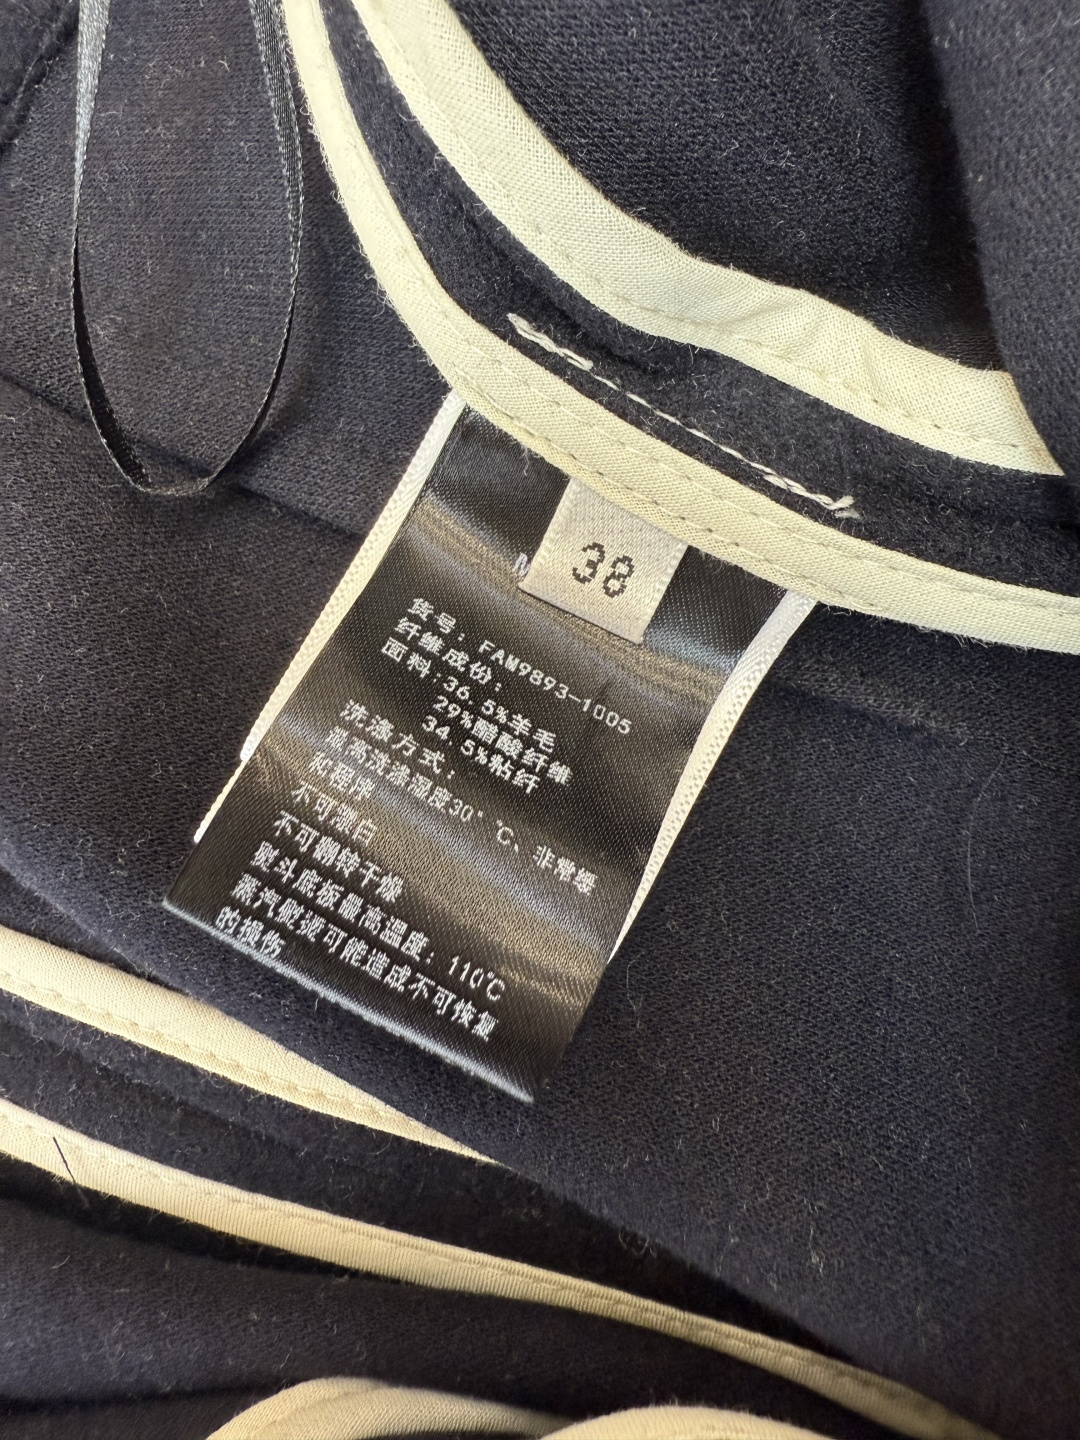 38
M
货号：FAW9893-1005
纤维成份：
面料：36.5%羊毛
29%醋酸纤维
34.5%粘纤
洗涤方式：
最高洗涤温度30°℃、非常缓
和程序
不可漂白
不可翻转干燥
熨斗底板最高温度：110℃
蒸汽熨烫可能造成不可恢复
的损伤